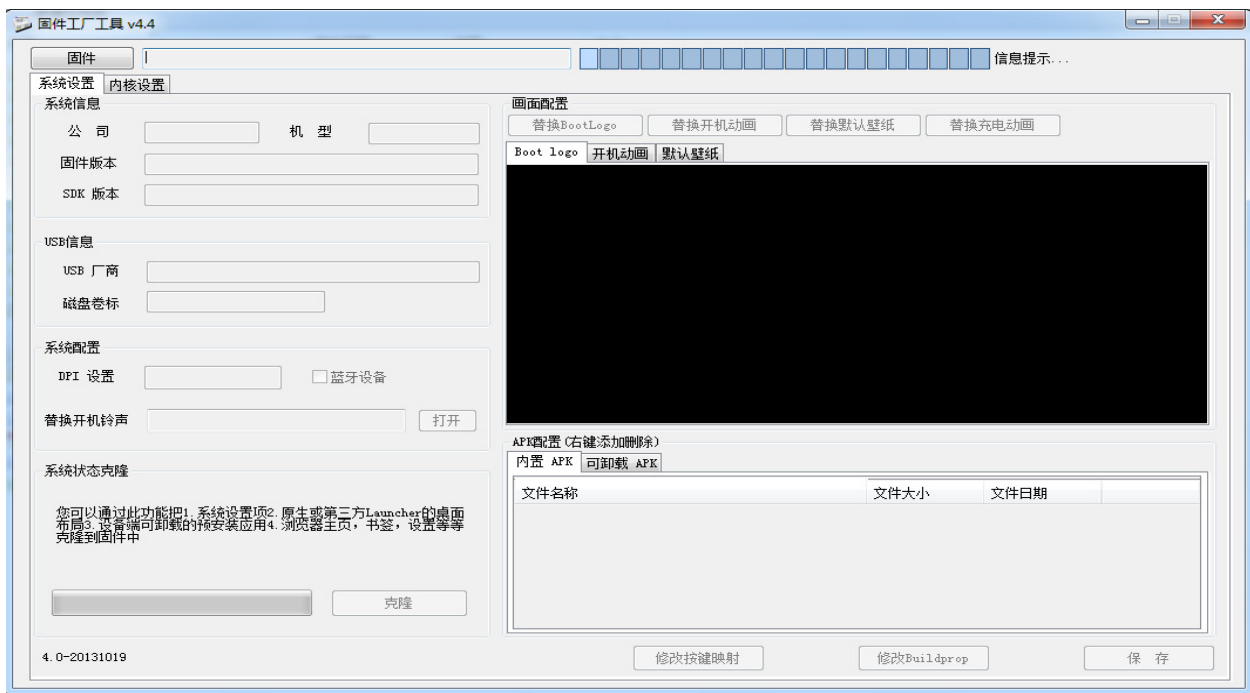 固件工厂工具 v4.4
固件
信息提示...
系统设置 内核设置
系统信息
公 司
机 型
固件版本
SDK 版本
USB信息
USB 厂商
磁盘卷标
系统配置
DPI 设置
蓝牙设备
替换开机铃声
打开
系统状态克隆
您可以通过此功能把1. 系统设置项2. 原生或第三方Launcher的桌面
布局3. 设备端可卸载的预安装应用4. 浏览器主页，书签，设置等等
克隆到固件中
克隆
4.0-20131019
画面配置
替换BootLogo 替换开机动画 替换默认壁纸 替换充电动画
Boot logo 开机动画 默认壁纸
APK配置(右键添加删除)
内置 APK 可卸载 APK
文件名称 文件大小 文件日期
修改按键映射 修改Buildprop 保 存